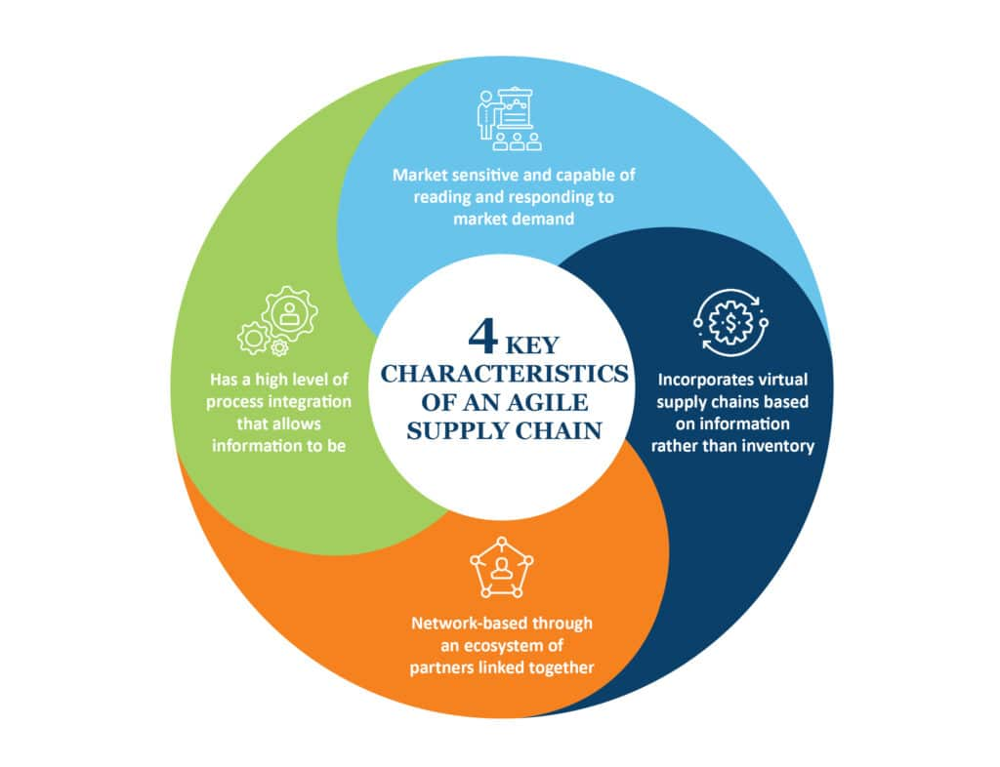 Market sensitive and capable of
reading and responding to
market demand
4 KEY
CHARACTERISTICS
OF AN AGILE
SUPPLY CHAIN
Has a high level of
process integration
that allows
information to be
Incorporates virtual
supply chains based
on information
rather than inventory
Network-based through
an ecosystem of
partners linked together